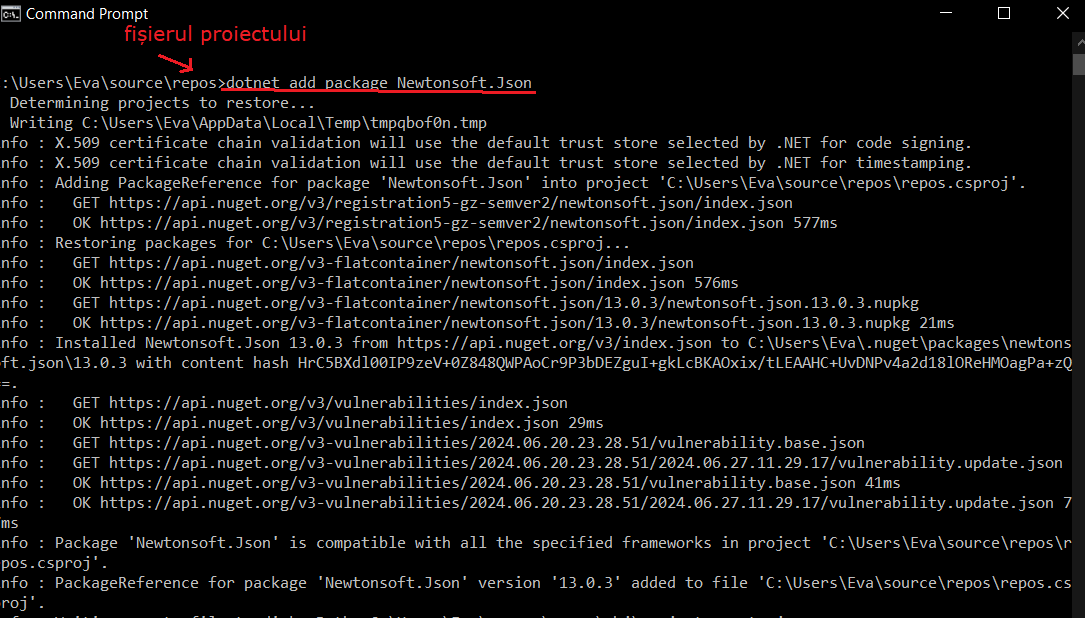 Command Prompt
fișierul proiectului
:\Users\Eva\source\repos>dotnet add package Newtonsoft.Json
Determining projects to restore...
Writing C:\Users\Eva\AppData\Local\Temp\tmpqbof0n.tmp
nfo : X.509 certificate chain validation will use the default trust store selected by .NET for code signing.
nfo : X.509 certificate chain validation will use the default trust store selected by .NET for timestamping.
nfo : Adding PackageReference for package 'Newtonsoft.Json' into project 'C:\Users\Eva\source\repos\repos.csproj'.
nfo :   GET https://api.nuget.org/v3/registration5-gz-semver2/newtonsoft.json/index.json
nfo :   OK https://api.nuget.org/v3/registration5-gz-semver2/newtonsoft.json/index.json 577ms
nfo : Restoring packages for C:\Users\Eva\source\repos\repos.csproj...
nfo :   GET https://api.nuget.org/v3-flatcontainer/newtonsoft.json/index.json
nfo :   OK https://api.nuget.org/v3-flatcontainer/newtonsoft.json/index.json 576ms
nfo :   GET https://api.nuget.org/v3-flatcontainer/newtonsoft.json/13.0.3/newtonsoft.json.13.0.3.nupkg
nfo :   OK https://api.nuget.org/v3-flatcontainer/newtonsoft.json/13.0.3/newtonsoft.json.13.0.3.nupkg 21ms
nfo : Installed Newtonsoft.Json 13.0.3 from https://api.nuget.org/v3/index.json to C:\Users\Eva\.nuget\packages\newtons
ft.json\13.0.3 with content hash HrC5BXdl00IP9zeV+0Z848QWPAoCr9P3bDEZguI+gkLcBKAOxix/tLEAAHC+UvDNPv4a2d18lOReHMOagPa+zQ
=.
nfo :   GET https://api.nuget.org/v3/vulnerabilities/index.json
nfo :   OK https://api.nuget.org/v3/vulnerabilities/index.json 29ms
nfo :   GET https://api.nuget.org/v3-vulnerabilities/2024.06.20.23.28.51/vulnerability.base.json
nfo :   GET https://api.nuget.org/v3-vulnerabilities/2024.06.20.23.28.51/2024.06.27.11.29.17/vulnerability.update.json
nfo :   OK https://api.nuget.org/v3-vulnerabilities/2024.06.20.23.28.51/vulnerability.base.json 41ms
nfo :   OK https://api.nuget.org/v3-vulnerabilities/2024.06.20.23.28.51/2024.06.27.11.29.17/vulnerability.update.json 7
ms
nfo : Package 'Newtonsoft.Json' is compatible with all the specified frameworks in project 'C:\Users\Eva\source\repos\r
pos.csproj'.
nfo : PackageReference for package 'Newtonsoft.Json' version '13.0.3' added to file 'C:\Users\Eva\source\repos\repos.cs
roj'.